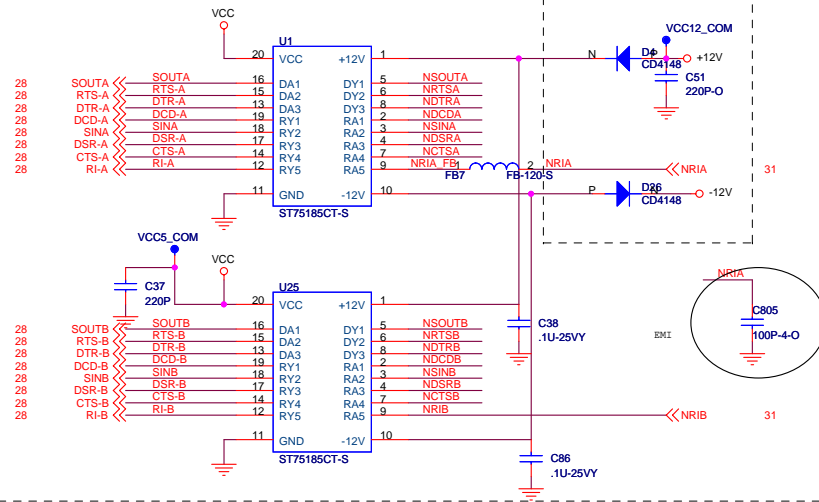 VCC
U1
VCC12_COM
20 VCC +12V 1
N D4 P +12V
CD4148
C51
220P-O
28 SOUTA SOUTA 16 DA1 DY1 5 NSOUTA
28 RTS-A RTS-A 15 DA2 DY2 6 NRTSA
28 DTR-A DTR-A 13 DA3 DY3 8 NDTRA
28 DCD-A DCD-A 19 RY1 RA1 2 NDCDA
28 SINA SINA 18 RY2 RA2 3 NSINA
28 DSR-A DSR-A 17 RY3 RA3 4 NDSRA
28 CTS-A CTS-A 14 RY4 RA4 7 NCTSA
28 RI-A RI-A 12 RY5 RA5 9 NRIA_FB 1 2 NRIA NRIA 31
FB7 FB-120-S
11 GND -12V 10 P D26 N -12V
CD4148
ST75185CT-S
VCC5_COM
VCC
C37
220P
U25
20 VCC +12V 1
NRIA
C805
100P-4-O
EMI
C38
.1U-25VY
28 SOUTB SOUTB 16 DA1 DY1 5 NSOUTB
28 RTS-B RTS-B 15 DA2 DY2 6 NRTSB
28 DTR-B DTR-B 13 DA3 DY3 8 NDTRB
28 DCD-B DCD-B 19 RY1 RA1 2 NDCDB
28 SINB SINB 18 RY2 RA2 3 NSINB
28 DSR-B DSR-B 17 RY3 RA3 4 NDSRB
28 CTS-B CTS-B 14 RY4 RA4 7 NCTSB
28 RI-B RI-B 12 RY5 RA5 9 NRIB NRIB 31
11 GND -12V 10
ST75185CT-S
C86
.1U-25VY